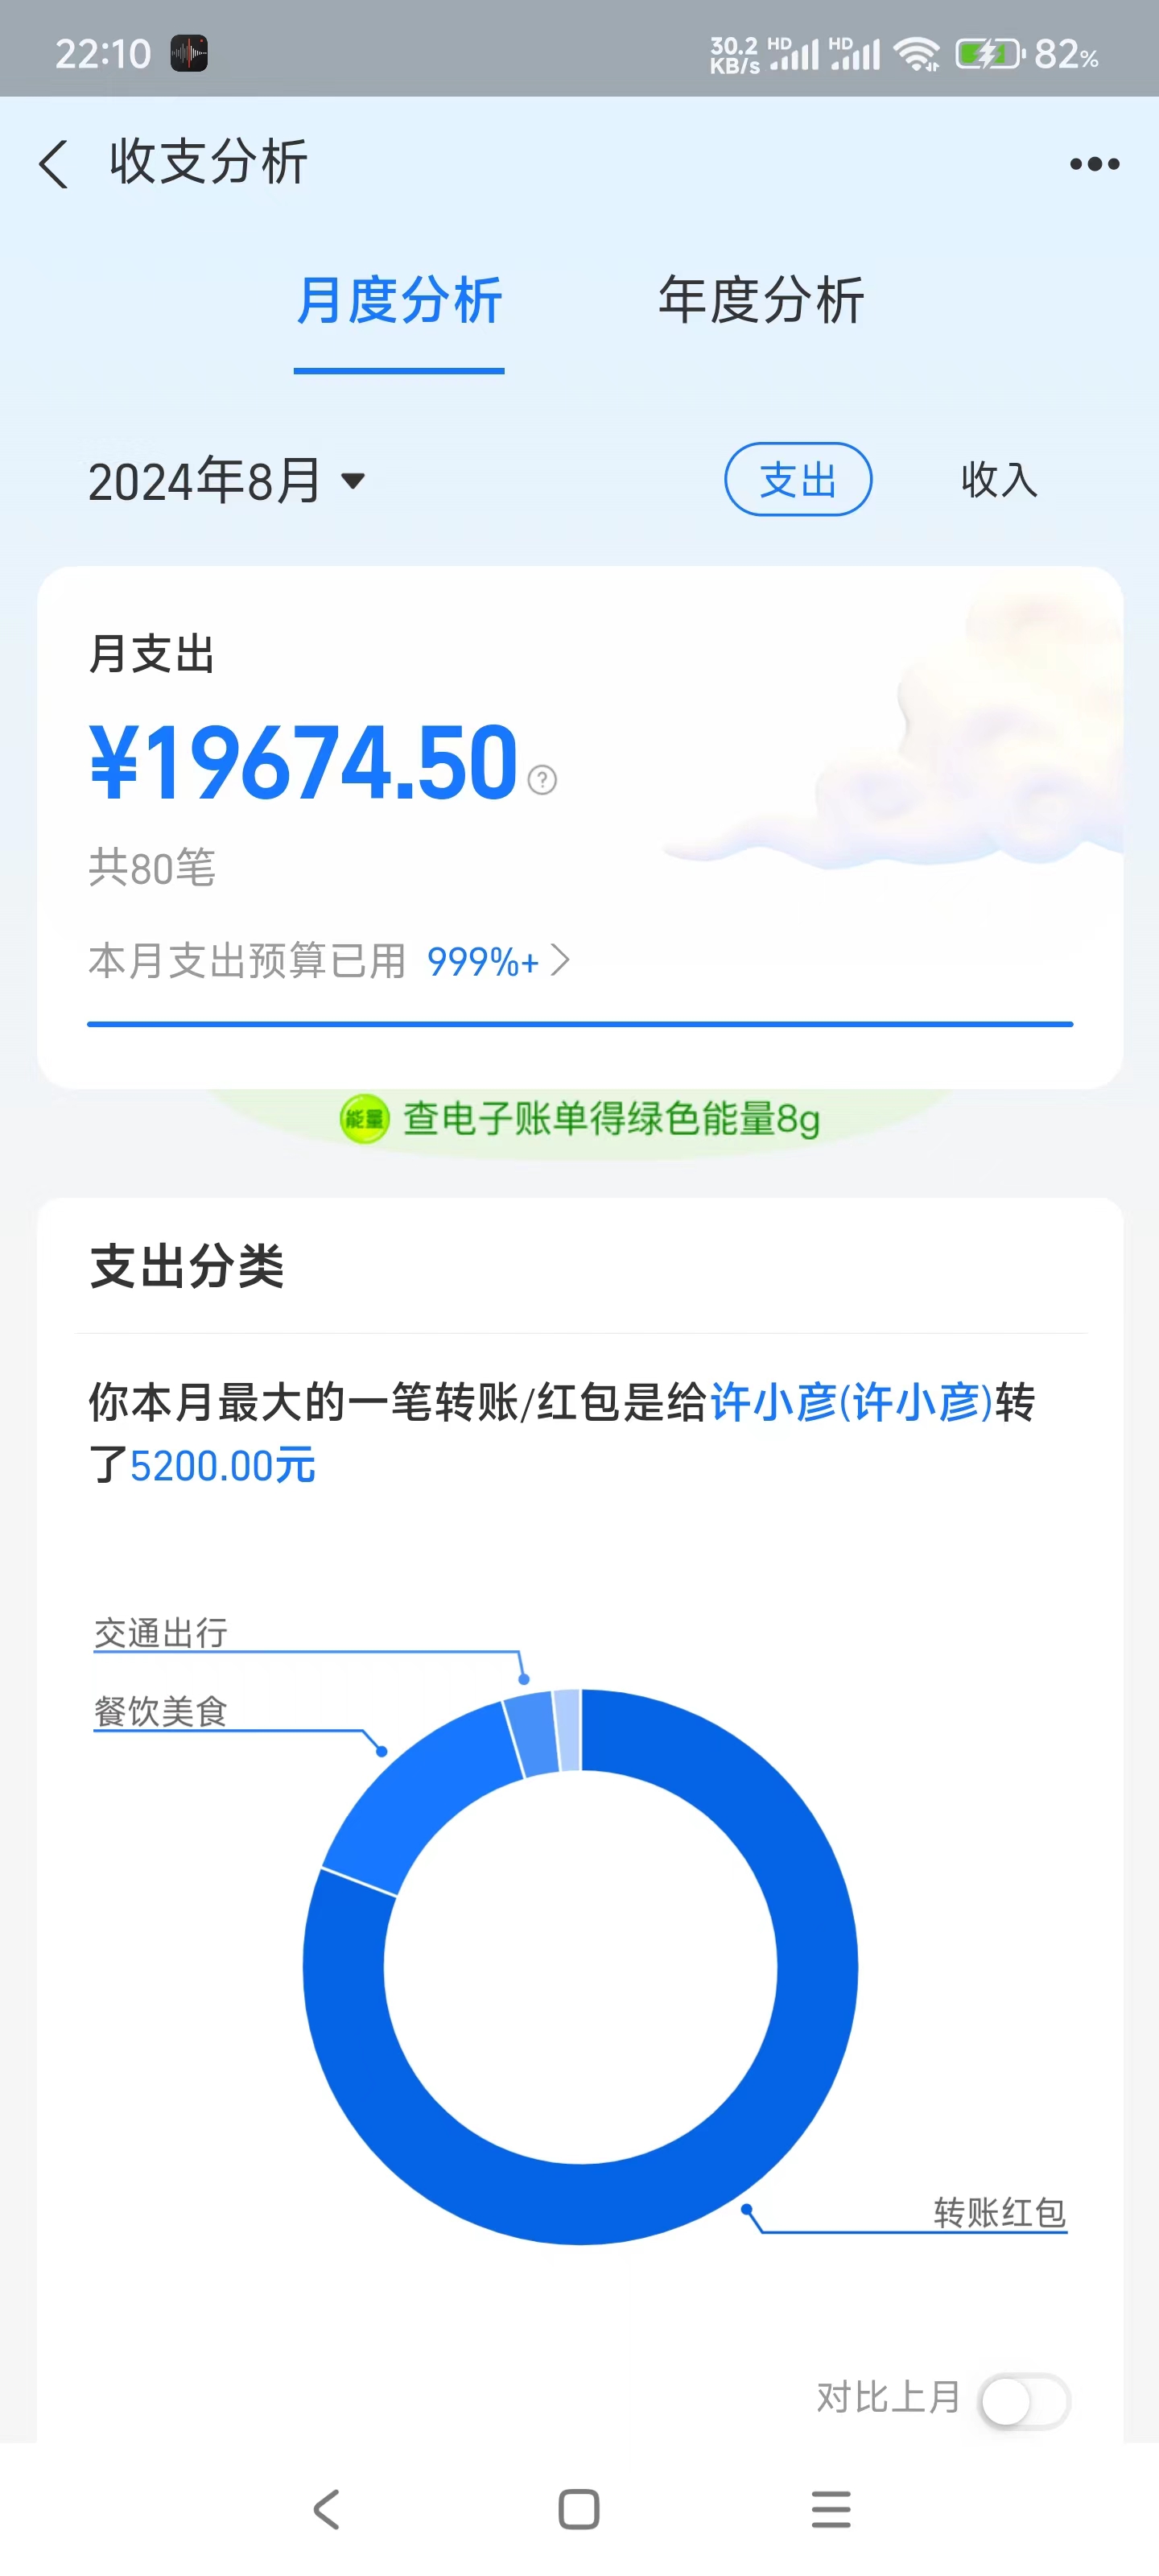 22:10
30.2 KB/s HD HD 82%
收支分析
月度分析 年度分析
2024年8月 支出 收入
月支出
¥19674.50
共80笔
本月支出预算已用 999%+
能量 查电子账单得绿色能量8g
支出分类
你本月最大的一笔转账/红包是给许小彦(许小彦)转
了5200.00元
交通出行
餐饮美食
转账红包
对比上月